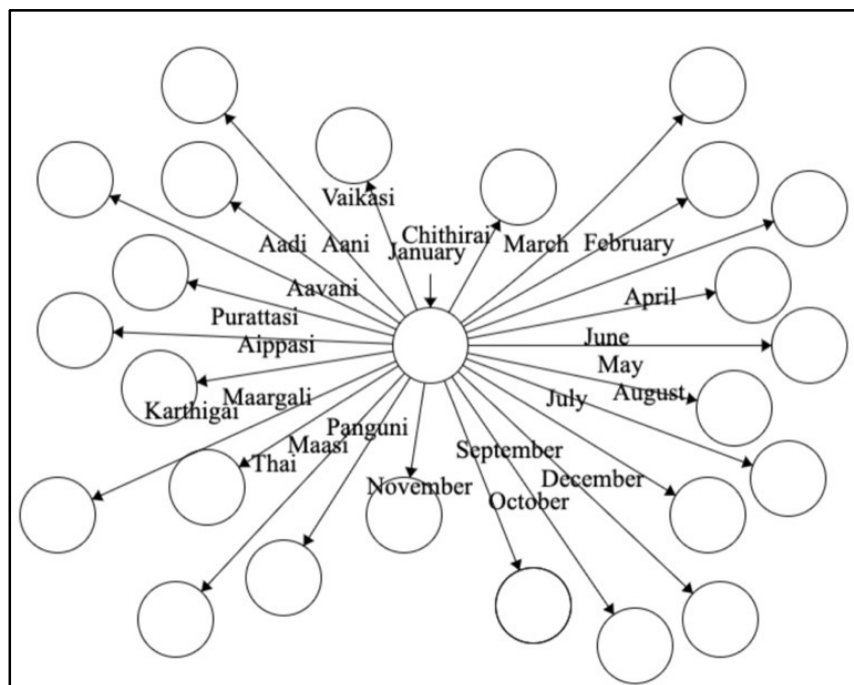 Vaikasi
Chithirai
Aadi
Aani
January
March
February
Aavani
April
Purattasi
Aippasi
June
May
Maargali
August
Karthigai
July
Panguni
Maasi
September
Thai
December
November
October